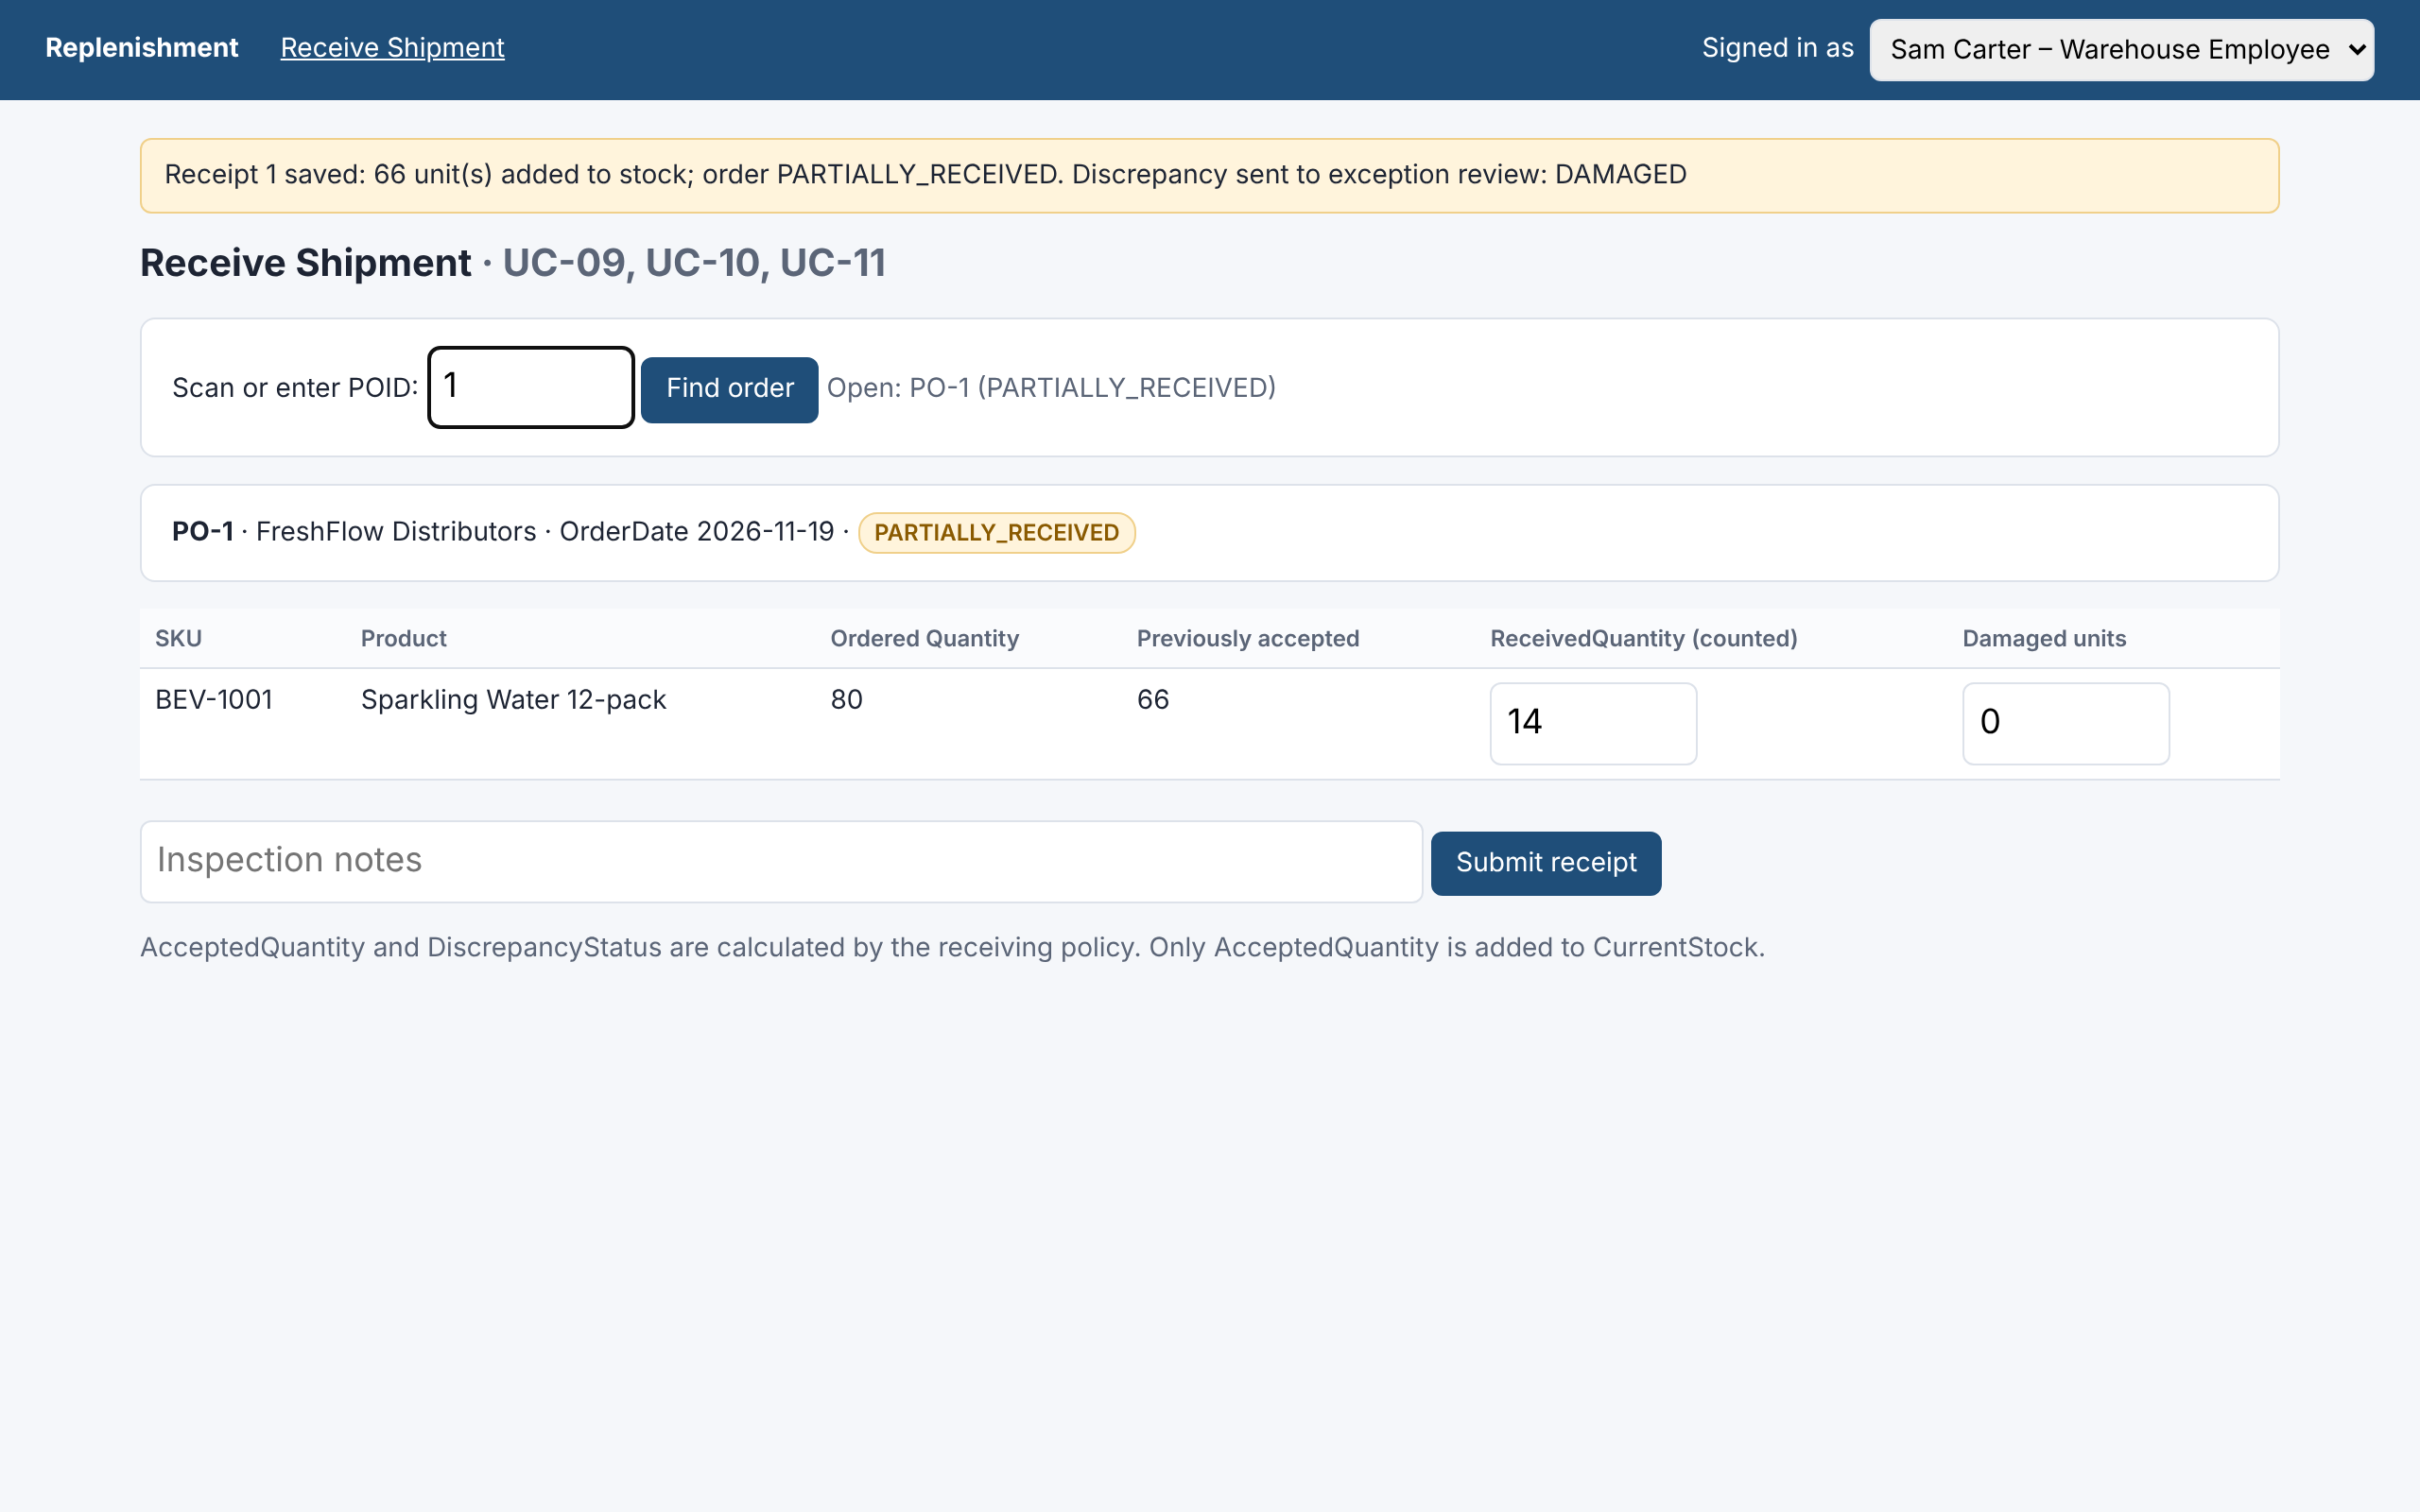 Replenishment Receive Shipment Signed in as Sam Carter – Warehouse Employee
Receipt 1 saved: 66 unit(s) added to stock; order PARTIALLY_RECEIVED. Discrepancy sent to exception review: DAMAGED
Receive Shipment · UC-09, UC-10, UC-11
Scan or enter POID: 1 Find order Open: PO-1 (PARTIALLY_RECEIVED)
PO-1 · FreshFlow Distributors · OrderDate 2026-11-19 · PARTIALLY_RECEIVED
SKU Product Ordered Quantity Previously accepted ReceivedQuantity (counted) Damaged units
BEV-1001 Sparkling Water 12-pack 80 66 14 0
Inspection notes Submit receipt
AcceptedQuantity and DiscrepancyStatus are calculated by the receiving policy. Only AcceptedQuantity is added to CurrentStock.